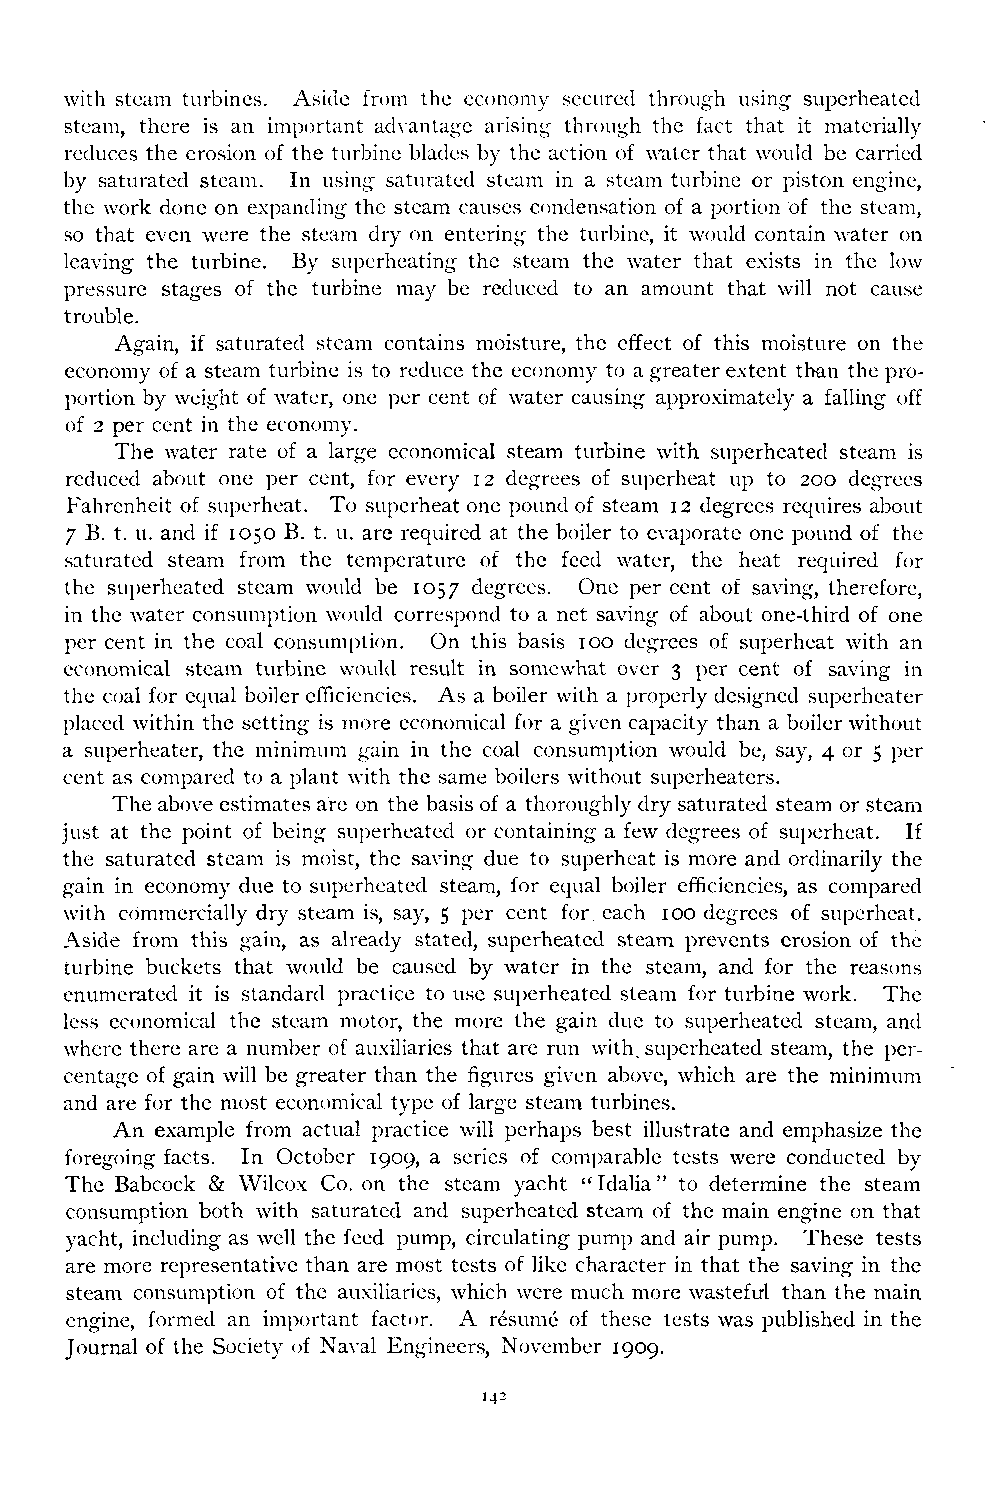 with steam turbines. Aside from the economy secured through using superheated
steam, there is an important advantage arising through the fact that it materially
reduces the erosion of the turbine blades by the action of water that would be carried
by saturated steam. In using saturated steam in a steam turbine or piston engine,
the work done on expanding the steam causes condensation of a portion of the steam,
so that even were the steam dry on entering the turbine, it would contain water on
leaving the turbine. By superheating the steam the water that exists in the low
pressure stages of the turbine may be reduced to an amount that will not cause
trouble.
Again, if saturated steam contains moisture, the effect of this moisture on the
economy of a steam turbine is to reduce the economy to a greater extent than the pro-
portion by weight of water, one per cent of water causing approximately a falling off
of 2 per cent in the economy.
The water rate of a large economical steam turbine with superheated steam is
reduced about one per cent, for every 12 degrees of superheat up to 200 degrees
Fahrenheit of superheat. To superheat one pound of steam 12 degrees requires about
7 B. t. u. and if 1050 B. t. u. are required at the boiler to evaporate one pound of the
saturated steam from the temperature of the feed water, the heat required for
the superheated steam would be 1057 degrees. One per cent of saving, therefore,
in the water consumption would correspond to a net saving of about one-third of one
per cent in the coal consumption. On this basis 100 degrees of superheat with an
economical steam turbine would result in somewhat over 3 per cent of saving in
the coal for equal boiler efficiencies. As a boiler with a properly designed superheater
placed within the setting is more economical for a given capacity than a boiler without
a superheater, the minimum gain in the coal consumption would be, say, 4 or 5 per
cent as compared to a plant with the same boilers without superheaters.
The above estimates are on the basis of a thoroughly dry saturated steam or steam
just at the point of being superheated or containing a few degrees of superheat. If
the saturated steam is moist, the saving due to superheat is more and ordinarily the
gain in economy due to superheated steam, for equal boiler efficiencies, as compared
with commercially dry steam is, say, 5 per cent for each 100 degrees of superheat.
Aside from this gain, as already stated, superheated steam prevents erosion of the
turbine buckets that would be caused by water in the steam, and for the reasons
enumerated it is standard practice to use superheated steam for turbine work. The
less economical the steam motor, the more the gain due to superheated steam, and
where there are a number of auxiliaries that are run with superheated steam, the per-
centage of gain will be greater than the figures given above, which are the minimum
and are for the most economical type of large steam turbines.
An example from actual practice will perhaps best illustrate and emphasize the
foregoing facts. In October 1909, a series of comparable tests were conducted by
The Babcock & Wilcox Co. on the steam yacht "Idalia" to determine the steam
consumption both with saturated and superheated steam of the main engine on that
yacht, including as well the feed pump, circulating pump and air pump. These tests
are more representative than are most tests of like character in that the saving in the
steam consumption of the auxiliaries, which were much more wasteful than the main
engine, formed an important factor. A résumé of these tests was published in the
Journal of the Society of Naval Engineers, November 1909.
142